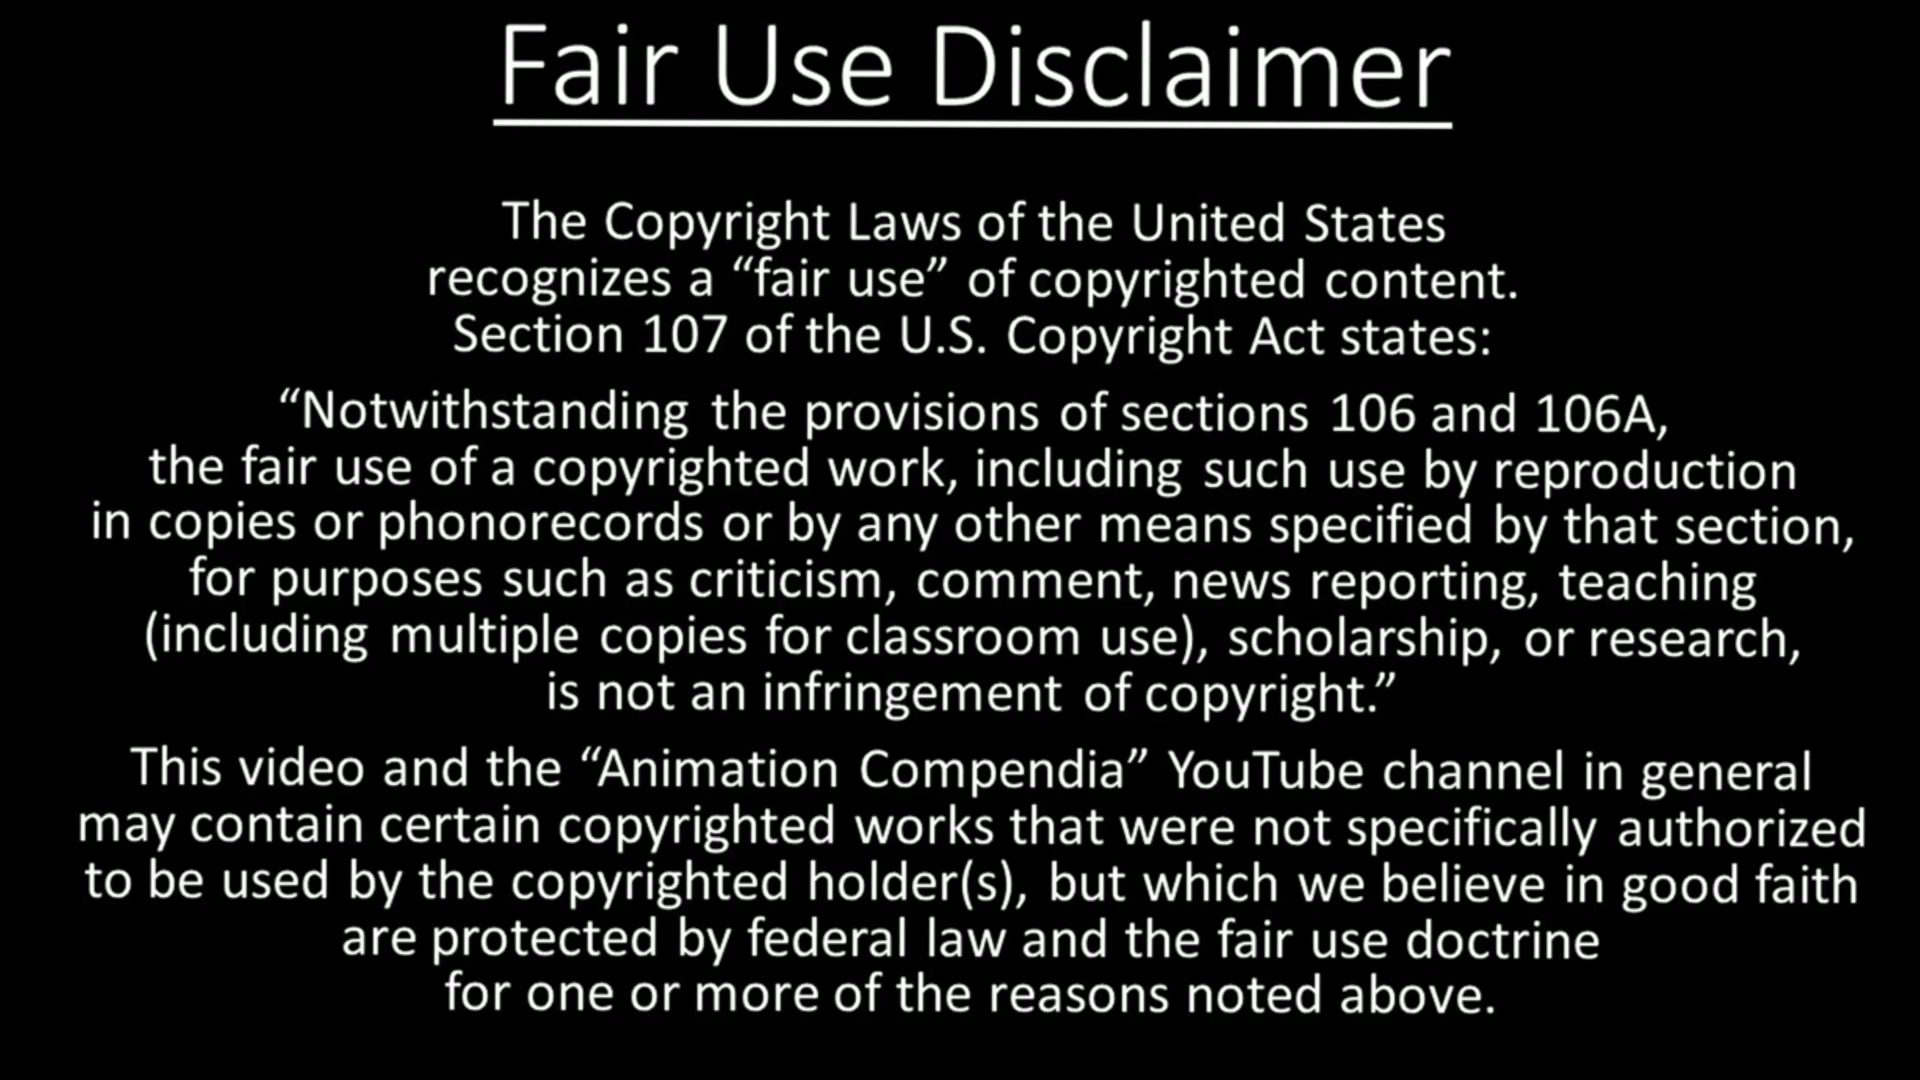 Fair Use Disclaimer
The Copyright Laws of the United States
recognizes a “fair use” of copyrighted content.
Section 107 of the U.S. Copyright Act states:
“Notwithstanding the provisions of sections 106 and 106A,
the fair use of a copyrighted work, including such use by reproduction
in copies or phonorecords or by any other means specified by that section,
for purposes such as criticism, comment, news reporting, teaching
(including multiple copies for classroom use), scholarship, or research,
is not an infringement of copyright.”
This video and the “Animation Compendia” YouTube channel in general
may contain certain copyrighted works that were not specifically authorized
to be used by the copyrighted holder(s), but which we believe in good faith
are protected by federal law and the fair use doctrine
for one or more of the reasons noted above.